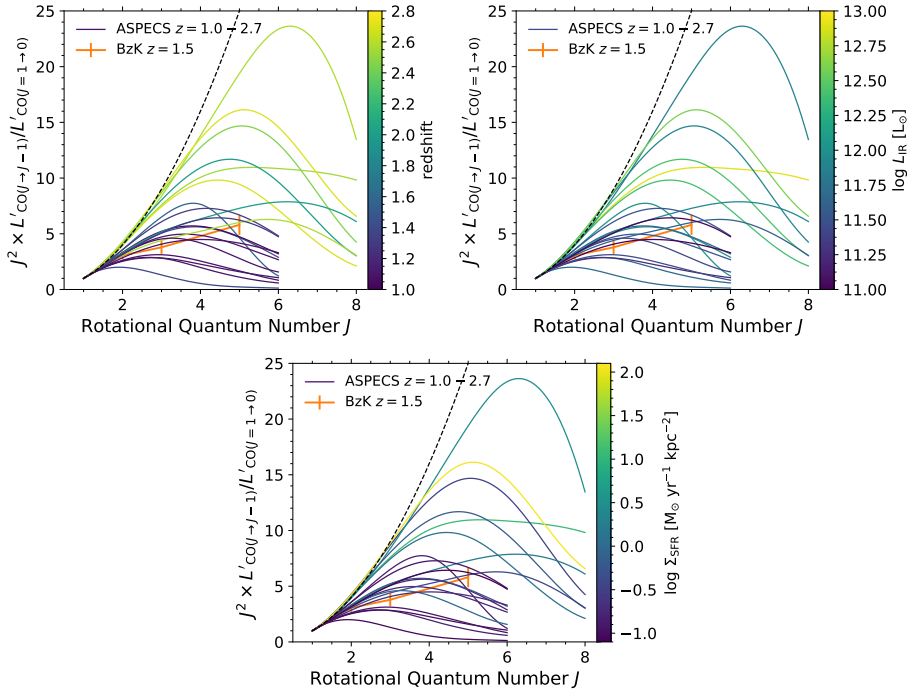 25
20
15
10
5
0
J² × L′CO(J→J−1)/L′CO(J=1→0)
ASPECS z = 1.0 − 2.7
BzK z = 1.5
2 4 6 8
Rotational Quantum Number J
2.8
2.6
2.4
2.2
2.0
1.8
1.6
1.4
1.2
1.0
redshift
25
20
15
10
5
0
J² × L′CO(J→J−1)/L′CO(J=1→0)
ASPECS z = 1.0 − 2.7
BzK z = 1.5
2 4 6 8
Rotational Quantum Number J
13.00
12.75
12.50
12.25
12.00
11.75
11.50
11.25
11.00
log LIR [L⊙]
25
20
15
10
5
0
J² × L′CO(J→J−1)/L′CO(J=1→0)
ASPECS z = 1.0 − 2.7
BzK z = 1.5
2 4 6 8
Rotational Quantum Number J
2.0
1.5
1.0
0.5
0.0
−0.5
−1.0
log ΣSFR [M⊙ yr⁻¹ kpc⁻²]